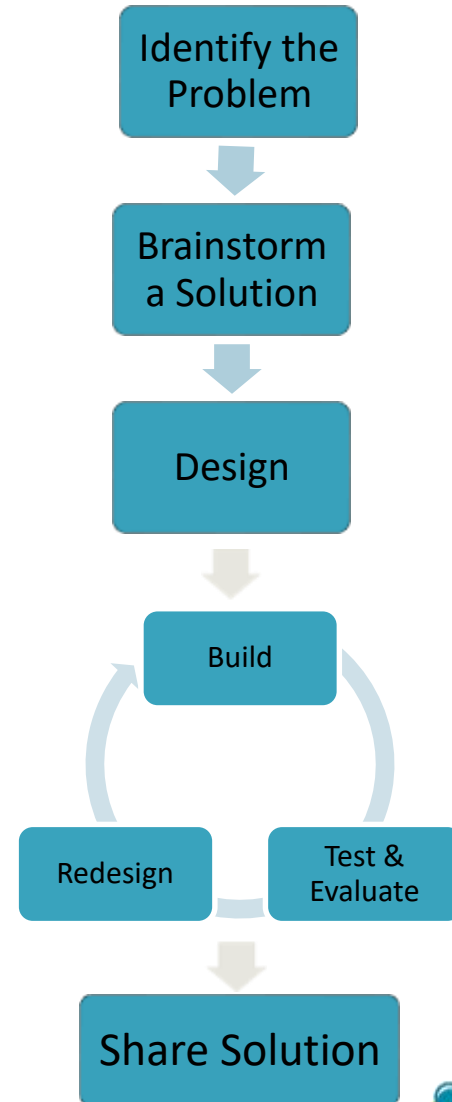 Identify the
Problem
Brainstorm
a Solution
Design
Build
Redesign
Test &
Evaluate
Share Solution